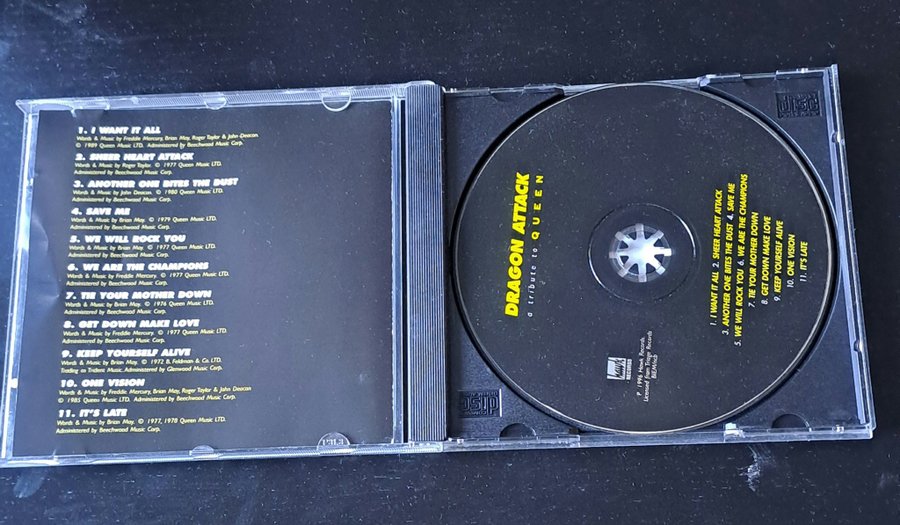 1. I WANT IT ALL
Words & Music by Freddie Mercury, Brian May, Roger Taylor & John Deacon
© 1989 Queen Music LTD. Administered by Beechwood Music Corp.
2. SHEER HEART ATTACK
Words & Music by Roger Taylor. © 1977 Queen Music LTD.
Administered by Beechwood Music Corp.
3. ANOTHER ONE BITES THE DUST
Words & Music by John Deacon. © 1980 Queen Music LTD.
Administered by Beechwood Music Corp.
4. SAVE ME
Words & Music by Brian May. © 1979 Queen Music LTD.
Administered by Beechwood Music Corp.
5. WE WILL ROCK YOU
Words & Music by Brian May. © 1977 Queen Music LTD.
Administered by Beechwood Music Corp.
6. WE ARE THE CHAMPIONS
Words & Music by Freddie Mercury. © 1977 Queen Music LTD.
Administered by Beechwood Music Corp.
7. TIE YOUR MOTHER DOWN
Words & Music by Brian May. © 1976 Queen Music LTD.
Administered by Beechwood Music Corp.
8. GET DOWN MAKE LOVE
Words & Music by Freddie Mercury. © 1977 Queen Music LTD.
Administered by Beechwood Music Corp.
9. KEEP YOURSELF ALIVE
Words & Music by Brian May. © 1972 B. Feldman & Co. LTD.
Trading as Trident Music. Administered by Glenwood Music Corp.
10. ONE VISION
Words & Music by Freddie Mercury, Brian May, Roger Taylor & John Deacon
© 1985 Queen Music LTD. Administered by Beechwood Music Corp.
11. IT'S LATE
Words & Music by Brian May. © 1977, 1978 Queen Music LTD.
Administered by Beechwood Music Corp.
DRAGON ATTACK
a tribute to QUEEN
1. I WANT IT ALL 2. SHEER HEART ATTACK
3. ANOTHER ONE BITES THE DUST 4. SAVE ME
5. WE WILL ROCK YOU 6. WE ARE THE CHAMPIONS
7. TIE YOUR MOTHER DOWN
8. GET DOWN MAKE LOVE
9. KEEP YOURSELF ALIVE
10. ONE VISION
11. IT'S LATE
RECORDS
℗ 1996 Hawk Records
Licensed from Triage Records
BIEM/ncb
disc
disc